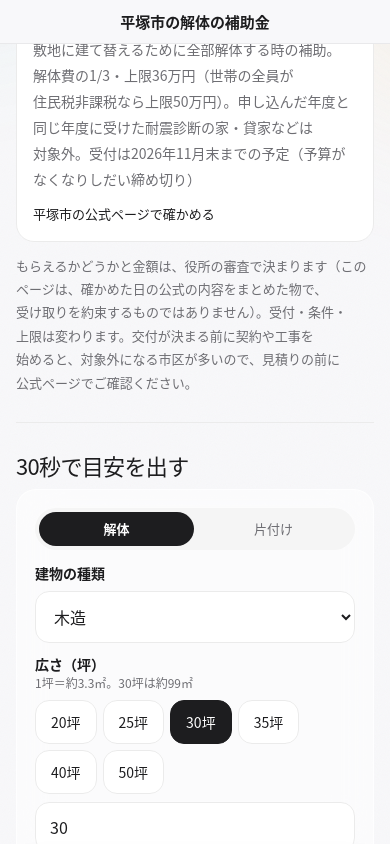 平塚市の解体の補助金
敷地に建て替えるために全部解体する時の補助。
解体費の1/3・上限36万円（世帯の全員が
住民税非課税なら上限50万円）。申し込んだ年度と
同じ年度に受けた耐震診断の家・貸家などは
対象外。受付は2026年11月末までの予定（予算が
なくなりしだい締め切り）
平塚市の公式ページで確かめる
もらえるかどうかと金額は、役所の審査で決まります（この
ページは、確かめた日の公式の内容をまとめた物で、
受け取りを約束するものではありません）。受付・条件・
上限は変わります。交付が決まる前に契約や工事を
始めると、対象外になる市区が多いので、見積りの前に
公式ページでご確認ください。
30秒で目安を出す
解体
片付け
建物の種類
木造
広さ（坪）
1坪＝約3.3㎡。30坪は約99㎡
20坪
25坪
30坪
35坪
40坪
50坪
30